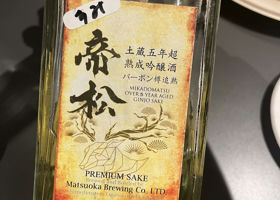 帝松
土蔵五年超
熟成吟醸酒
バーボン樽追熟
MIKADOMATSU
OVER 5 YEAR AGED
GINJO SAKE
PREMIUM SAKE
Matsuoka Brewing Co. LTD.